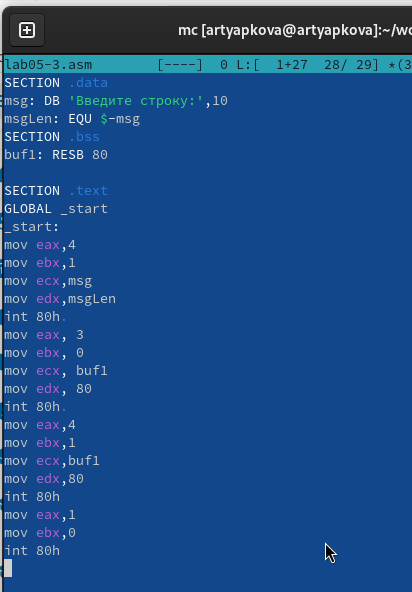 mc [artyapkova@artyapkova]:~/wo
lab05-3.asm [----] 0 L:[ 1+27 28/ 29] *(3
SECTION .data
msg: DB 'Введите строку:',10
msgLen: EQU $-msg
SECTION .bss
buf1: RESB 80
SECTION .text
GLOBAL _start
_start:
mov eax,4
mov ebx,1
mov ecx,msg
mov edx,msgLen
int 80h.
mov eax, 3
mov ebx, 0
mov ecx, buf1
mov edx, 80
int 80h.
mov eax,4
mov ebx,1
mov ecx,buf1
mov edx,80
int 80h
mov eax,1
mov ebx,0
int 80h